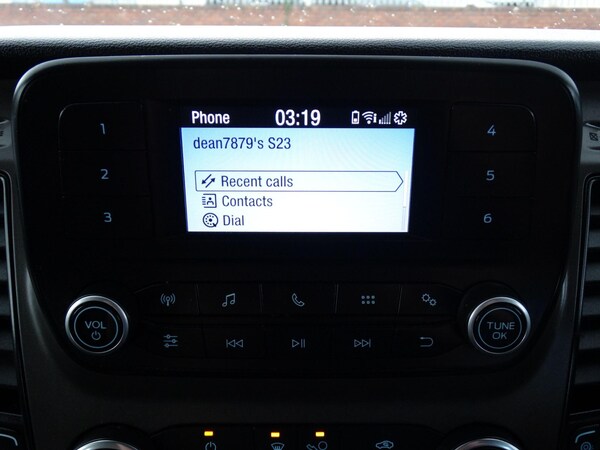 Phone 03:19
dean7879's S23
Recent calls
Contacts
Dial
1
2
3
4
5
6
VOL
TUNE
OK